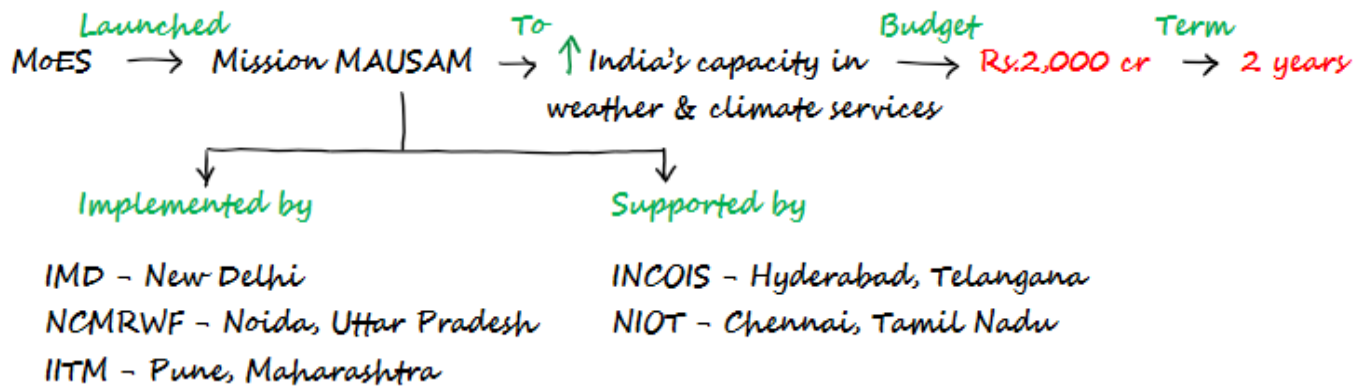 Launched To Budget Term
MoES → Mission MAUSAM → ↑ India's capacity in → Rs.2,000 cr → 2 years
weather & climate services
Implemented by Supported by
IMD - New Delhi INCOIS - Hyderabad, Telangana
NCMRWF - Noida, Uttar Pradesh NIOT - Chennai, Tamil Nadu
IITM - Pune, Maharashtra